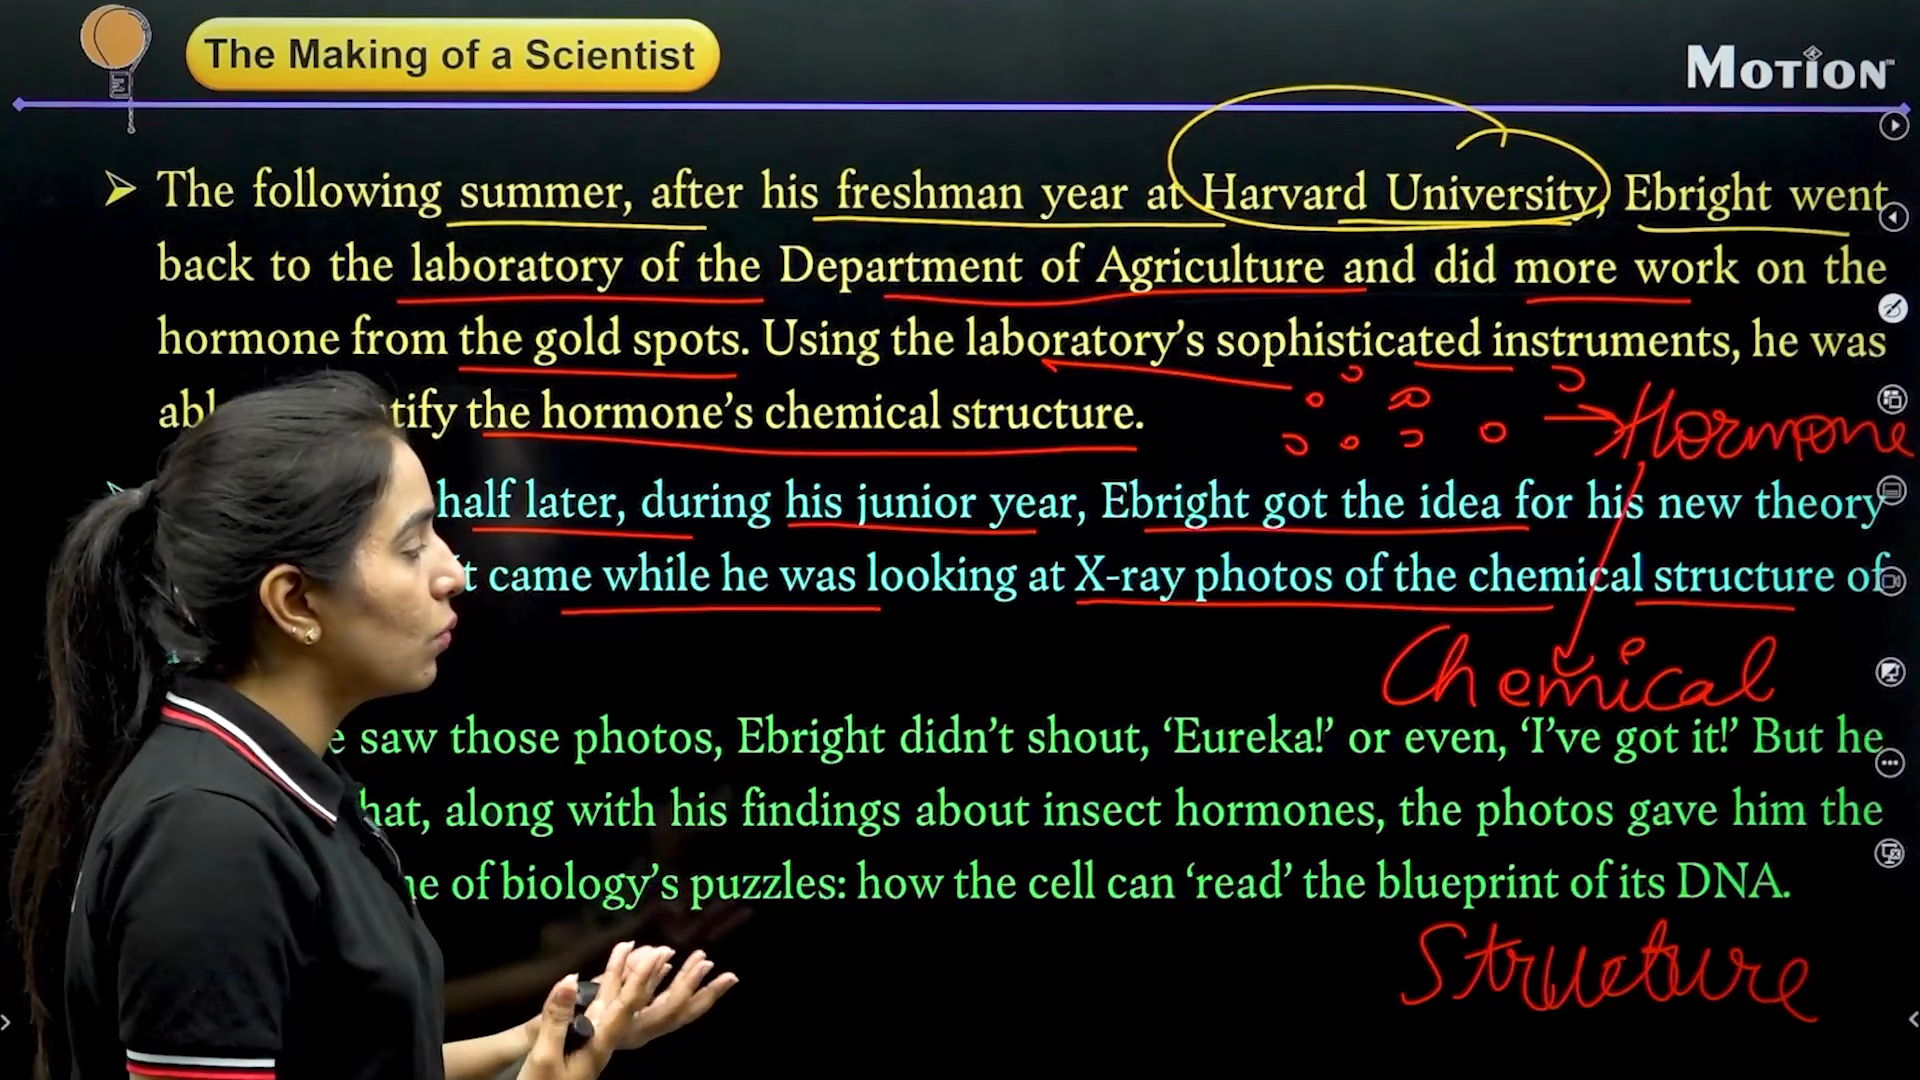 The Making of a Scientist
MOTION™
The following summer, after his freshman year at Harvard University, Ebright went
back to the laboratory of the Department of Agriculture and did more work on the
hormone from the gold spots. Using the laboratory’s sophisticated instruments, he was
tify the hormone’s chemical structure.
Hormone
half later, during his junior year, Ebright got the idea for his new theory
came while he was looking at X-ray photos of the chemical structure of
Chemical
saw those photos, Ebright didn’t shout, ‘Eureka!’ or even, ‘I’ve got it!’ But he
hat, along with his findings about insect hormones, the photos gave him the
of biology’s puzzles: how the cell can ‘read’ the blueprint of its DNA.
Structure